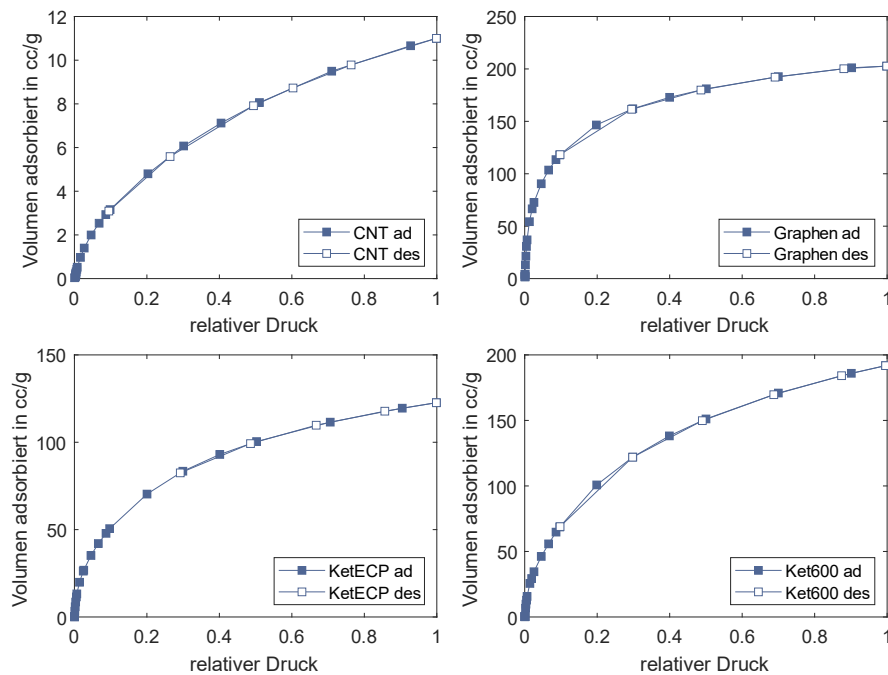 12
10
8
6
4
2
0
Volumen adsorbiert in cc/g
CNT ad
CNT des
0 0.2 0.4 0.6 0.8 1
relativer Druck
250
200
150
100
50
0
Volumen adsorbiert in cc/g
Graphen ad
Graphen des
0 0.2 0.4 0.6 0.8 1
relativer Druck
150
100
50
0
Volumen adsorbiert in cc/g
KetECP ad
KetECP des
0 0.2 0.4 0.6 0.8 1
relativer Druck
200
150
100
50
0
Volumen adsorbiert in cc/g
Ket600 ad
Ket600 des
0 0.2 0.4 0.6 0.8 1
relativer Druck